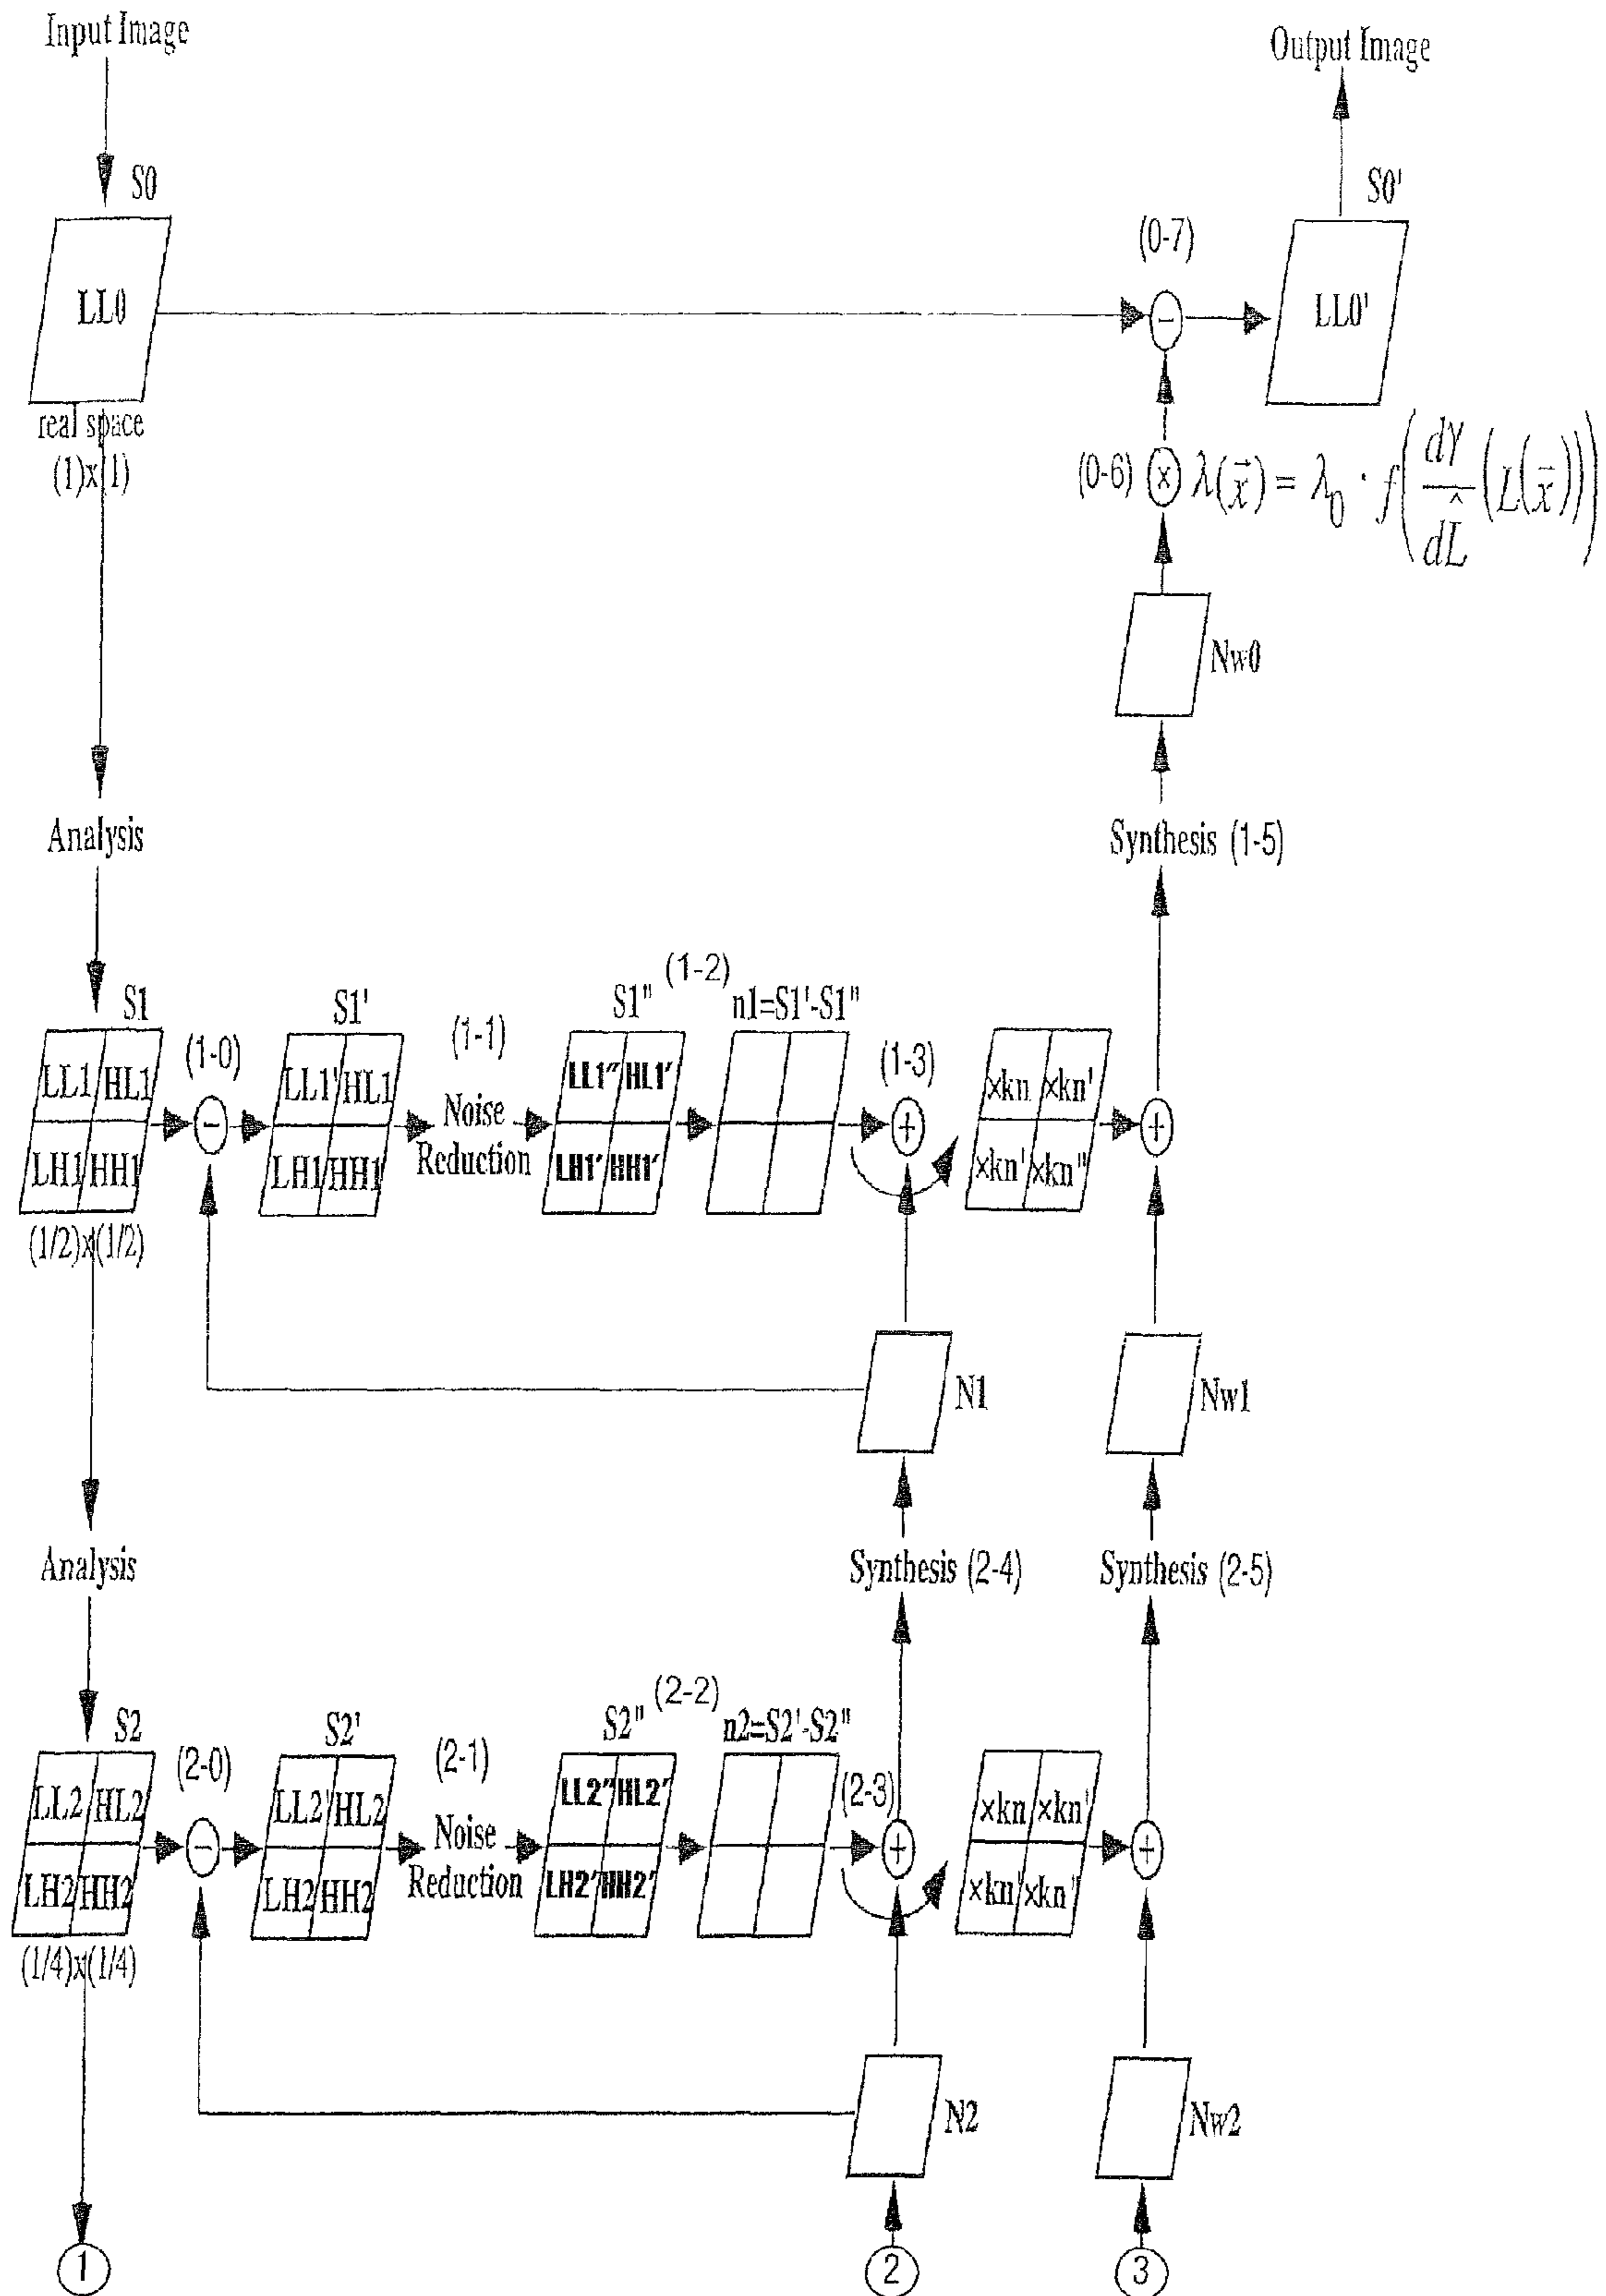 Input Image
Output Image
S0
S0'
(0-7)
LL0
-
LL0'
real space
(1)x(1)
(0-6) × λ(x⃗) = λ₀ · f(dγ/dL̂ (L(x⃗)))
Nw0
Analysis
Synthesis (1-5)
S1
(1-0)
S1'
(1-1)
S1"
(1-2)
n1=S1'-S1"
(1-3)
LL1 HL1
LH1 HH1
-
LL1' HL1
LH1 HH1
Noise
Reduction
LL1" HL1'
LH1' HH1'
+
×kn ×kn'
×kn' ×kn"
+
(1/2)x(1/2)
N1
Nw1
Analysis
Synthesis (2-4)
Synthesis (2-5)
S2
(2-0)
S2'
(2-1)
S2"
(2-2)
n2=S2'-S2"
(2-3)
LL2 HL2
LH2 HH2
-
LL2' HL2
LH2 HH2
Noise
Reduction
LL2" HL2'
LH2' HH2'
+
×kn ×kn'
×kn' ×kn"
+
(1/4)x(1/4)
N2
Nw2
1
2
3